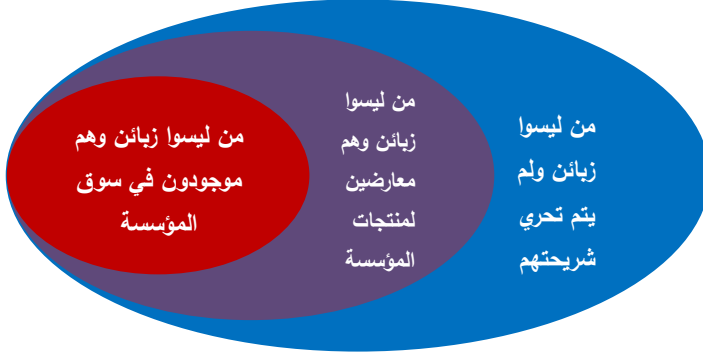 من ليسوا زبائن وهم
موجودون في سوق
المؤسسة
من ليسوا
زبائن وهم
معارضين
لمنتجات
المؤسسة
من ليسوا
زبائن ولم
يتم تحري
شريحتهم